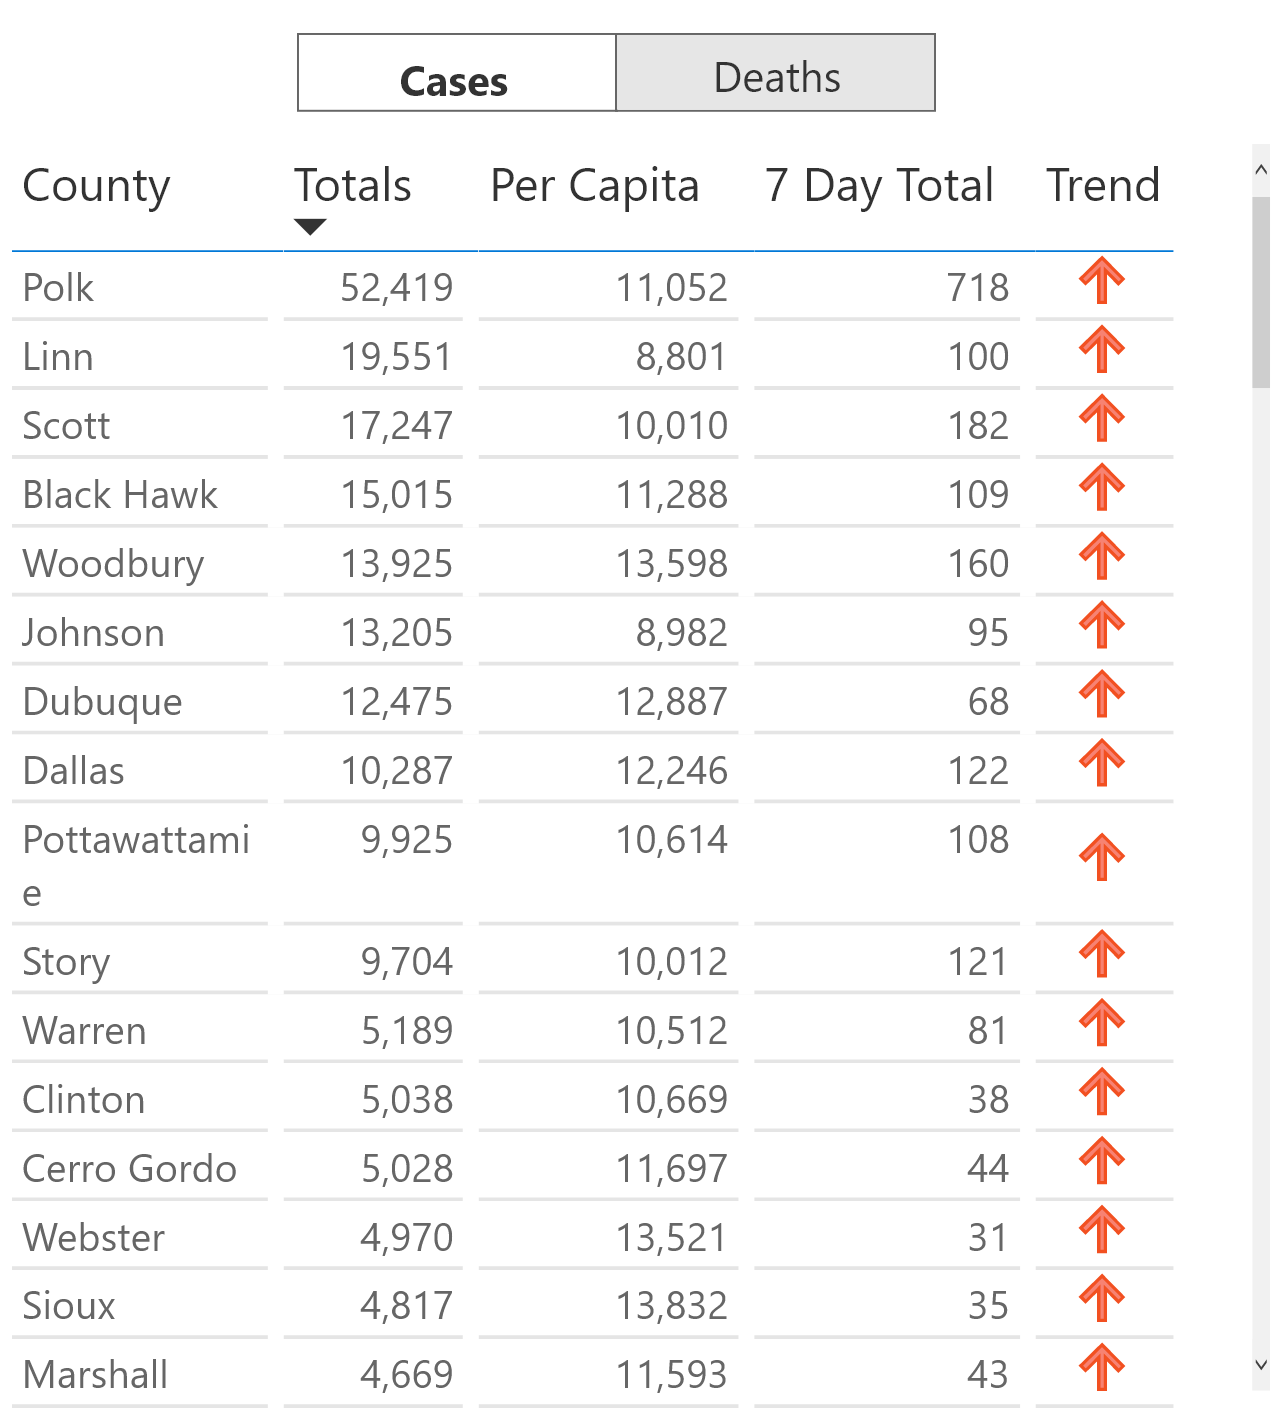 Cases Deaths
County Totals Per Capita 7 Day Total Trend
Polk 52,419 11,052 718
Linn 19,551 8,801 100
Scott 17,247 10,010 182
Black Hawk 15,015 11,288 109
Woodbury 13,925 13,598 160
Johnson 13,205 8,982 95
Dubuque 12,475 12,887 68
Dallas 10,287 12,246 122
Pottawattami 9,925 10,614 108
e
Story 9,704 10,012 121
Warren 5,189 10,512 81
Clinton 5,038 10,669 38
Cerro Gordo 5,028 11,697 44
Webster 4,970 13,521 31
Sioux 4,817 13,832 35
Marshall 4,669 11,593 43